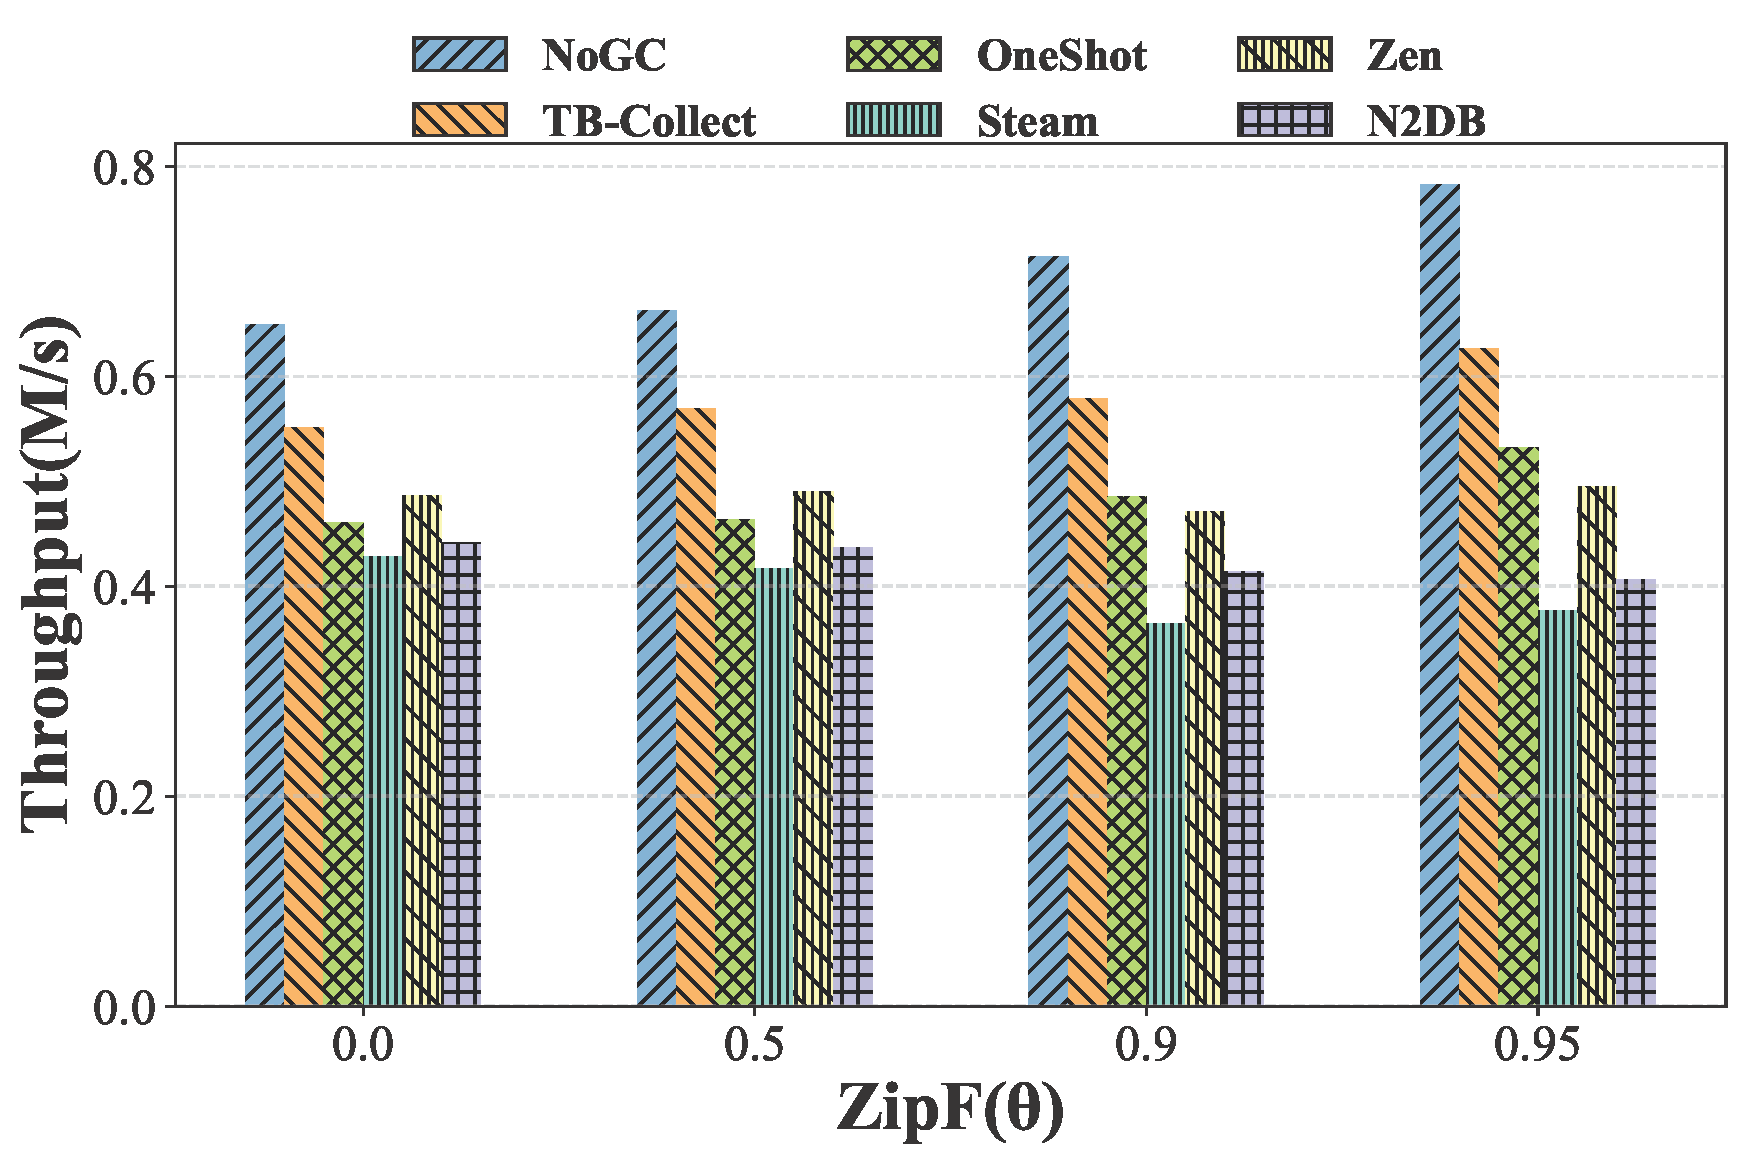 NoGC OneShot Zen
TB-Collect Steam N2DB
Throughput(M/s)
0.8
0.6
0.4
0.2
0.0
0.0 0.5 0.9 0.95
ZipF(θ)